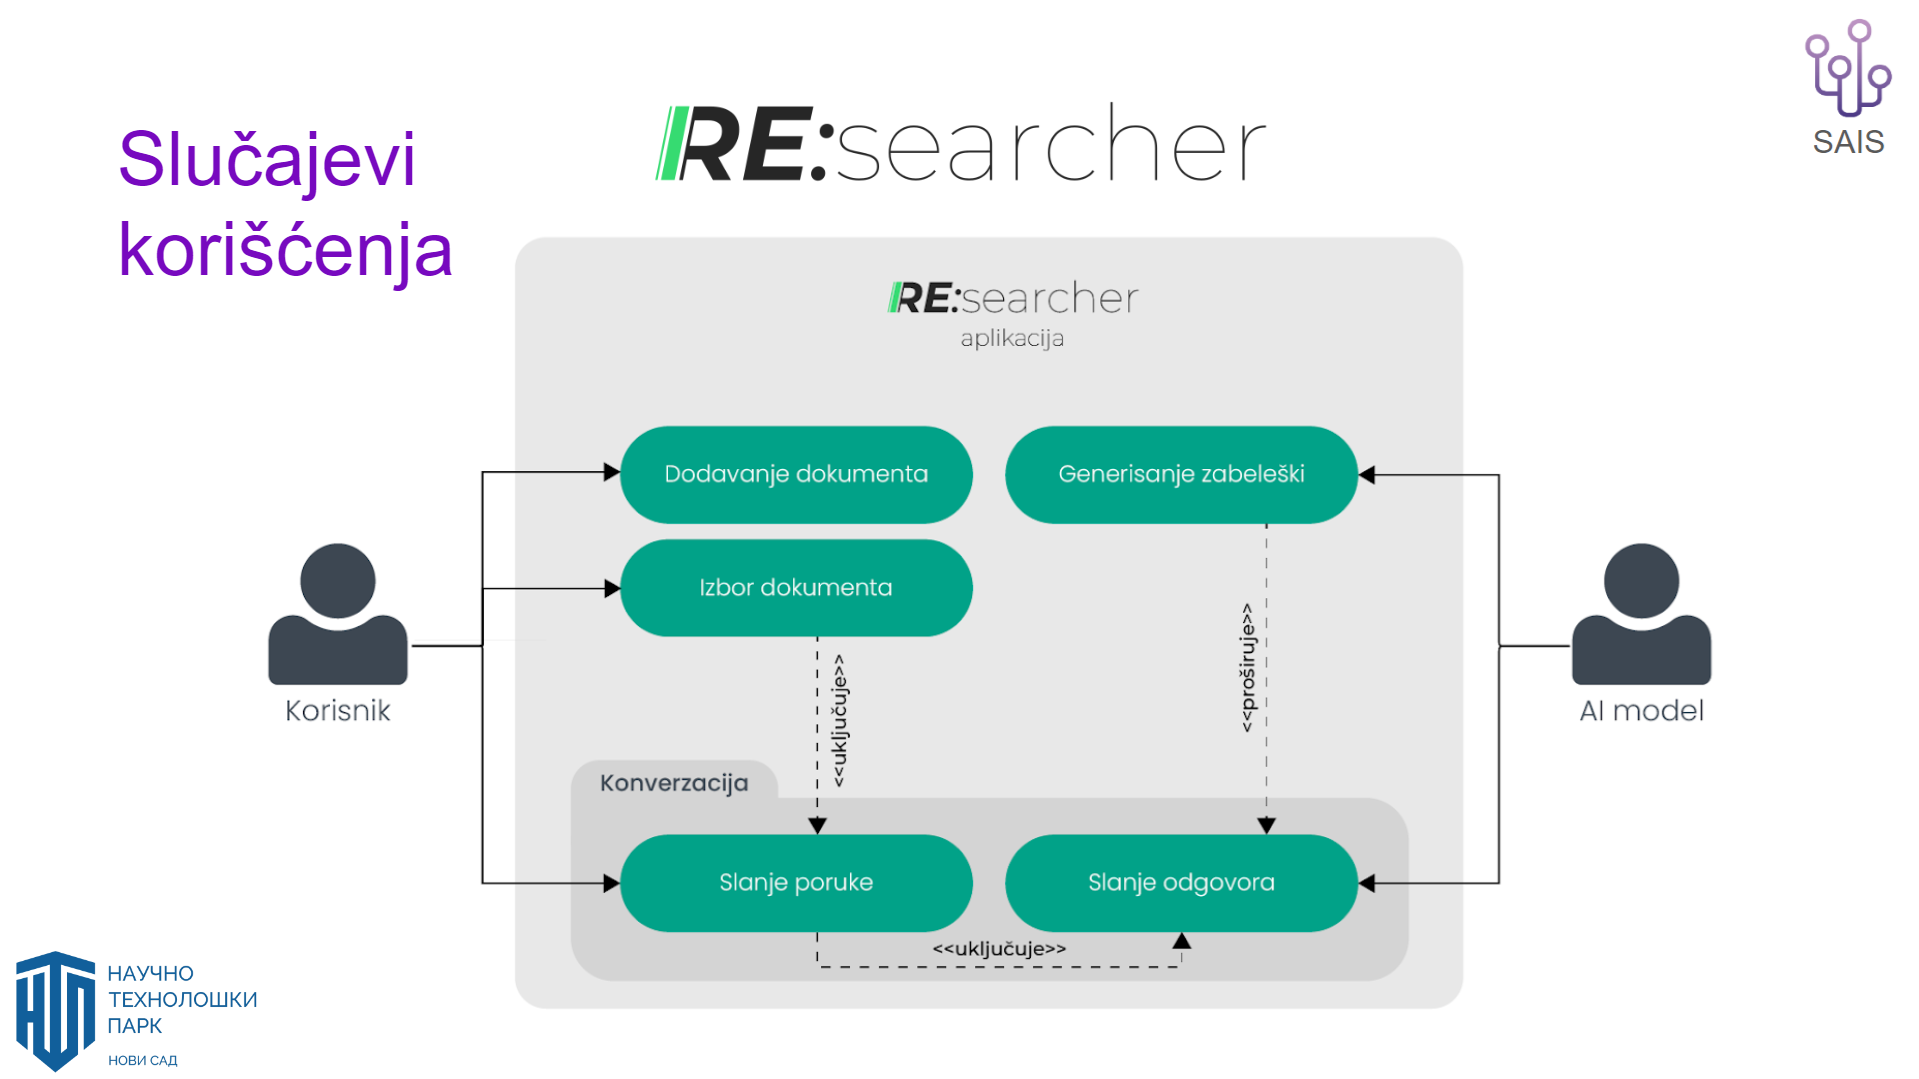 Slučajevi
korišćenja
RE:searcher
SAIS
RE:searcher
aplikacija
Dodavanje dokumenta
Generisanje zabeleški
Izbor dokumenta
<<uključuje>>
<<proširuje>>
Korisnik
AI model
Konverzacija
Slanje poruke
Slanje odgovora
<<uključuje>>
НТП
НАУЧНО
ТЕХНОЛОШКИ
ПАРК
НОВИ САД